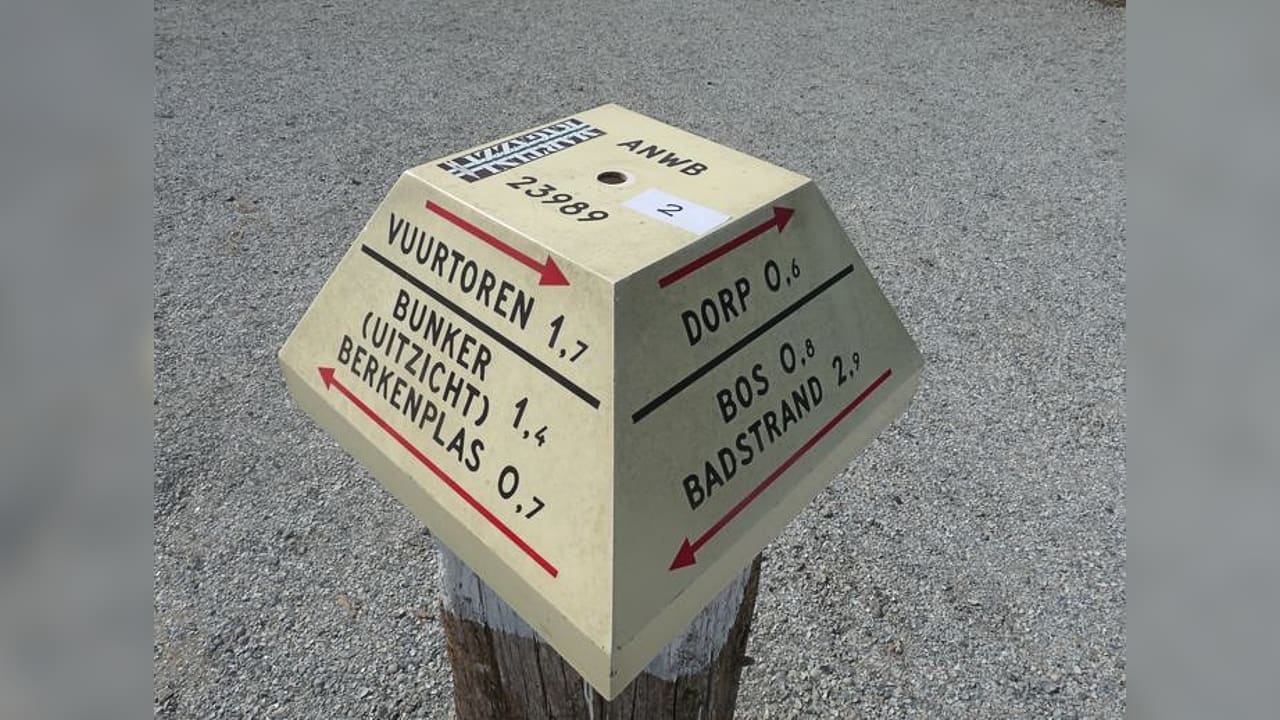 ANWB
23989
2
VUURTOREN 1,7
BUNKER
(UITZICHT) 1,4
BERKENPLAS 0,7
DORP 0,6
BOS 0,8
BADSTRAND 2,9